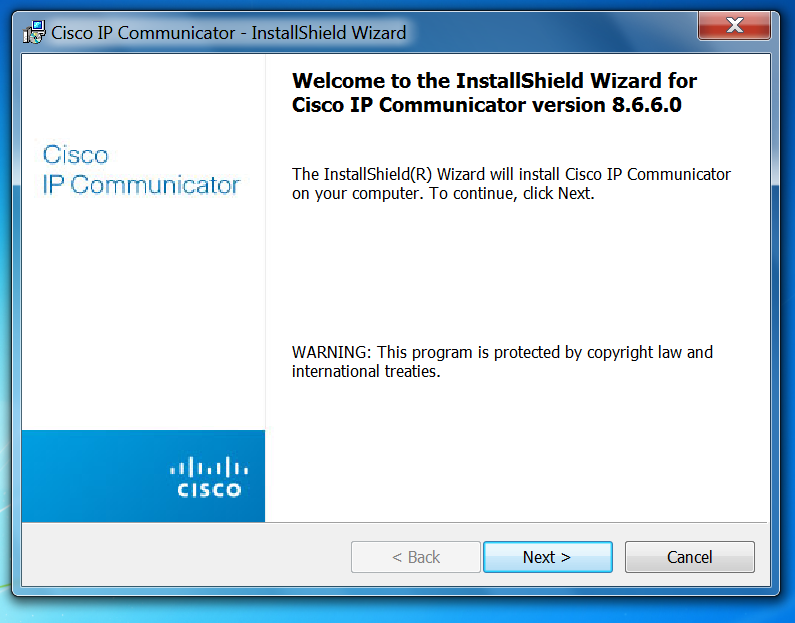 Cisco IP Communicator - InstallShield Wizard
Welcome to the InstallShield Wizard for
Cisco IP Communicator version 8.6.6.0
Cisco
IP Communicator
The InstallShield(R) Wizard will install Cisco IP Communicator
on your computer. To continue, click Next.
WARNING: This program is protected by copyright law and
international treaties.
CISCO
< Back
Next >
Cancel